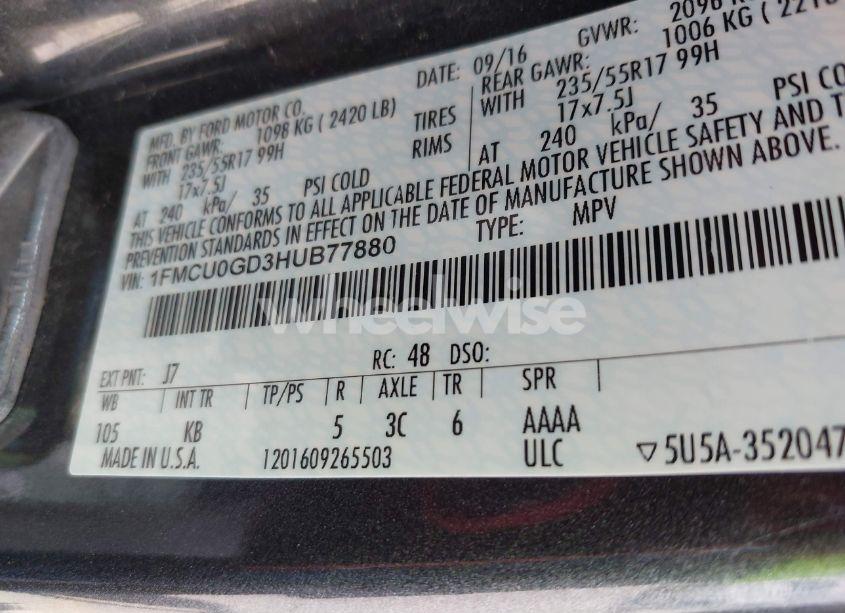 DATE: 09/16 GVWR: 2096 K
MFD. BY FORD MOTOR CO.
FRONT GAWR: 1098 KG ( 2420 LB) REAR GAWR: 1006 KG ( 2218
WITH 235/55R17 99H TIRES WITH 235/55R17 99H
17x7.5J RIMS 17x7.5J
AT 240 kPa/ 35 PSI COLD AT 240 kPa/ 35 PSI COL
THIS VEHICLE CONFORMS TO ALL APPLICABLE FEDERAL MOTOR VEHICLE SAFETY AND T
PREVENTION STANDARDS IN EFFECT ON THE DATE OF MANUFACTURE SHOWN ABOVE.
VIN: 1FMCU0GD3HUB77880 TYPE: MPV
wheelwise
EXT PNT: J7 RC: 48 DSO:
WB INT TR TP/PS R AXLE TR SPR
105 KB 5 3C 6 AAAA
MADE IN U.S.A. 1201609265503 ULC ▽5U5A-352047